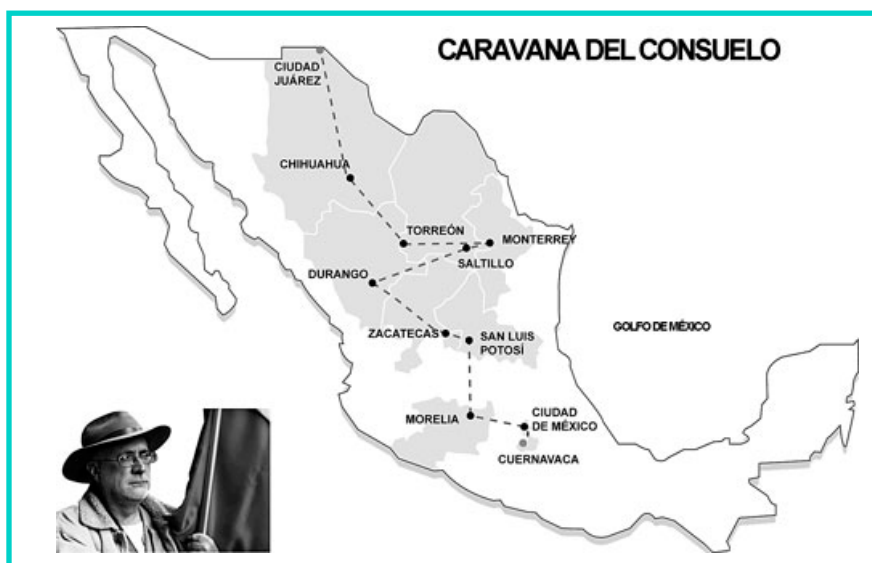 CARAVANA DEL CONSUELO
CIUDAD
JUÁREZ
CHIHUAHUA
TORREÓN
MONTERREY
SALTILLO
DURANGO
GOLFO DE MÉXICO
ZACATECAS
SAN LUIS
POTOSÍ
MORELIA
CIUDAD
DE MÉXICO
CUERNAVACA